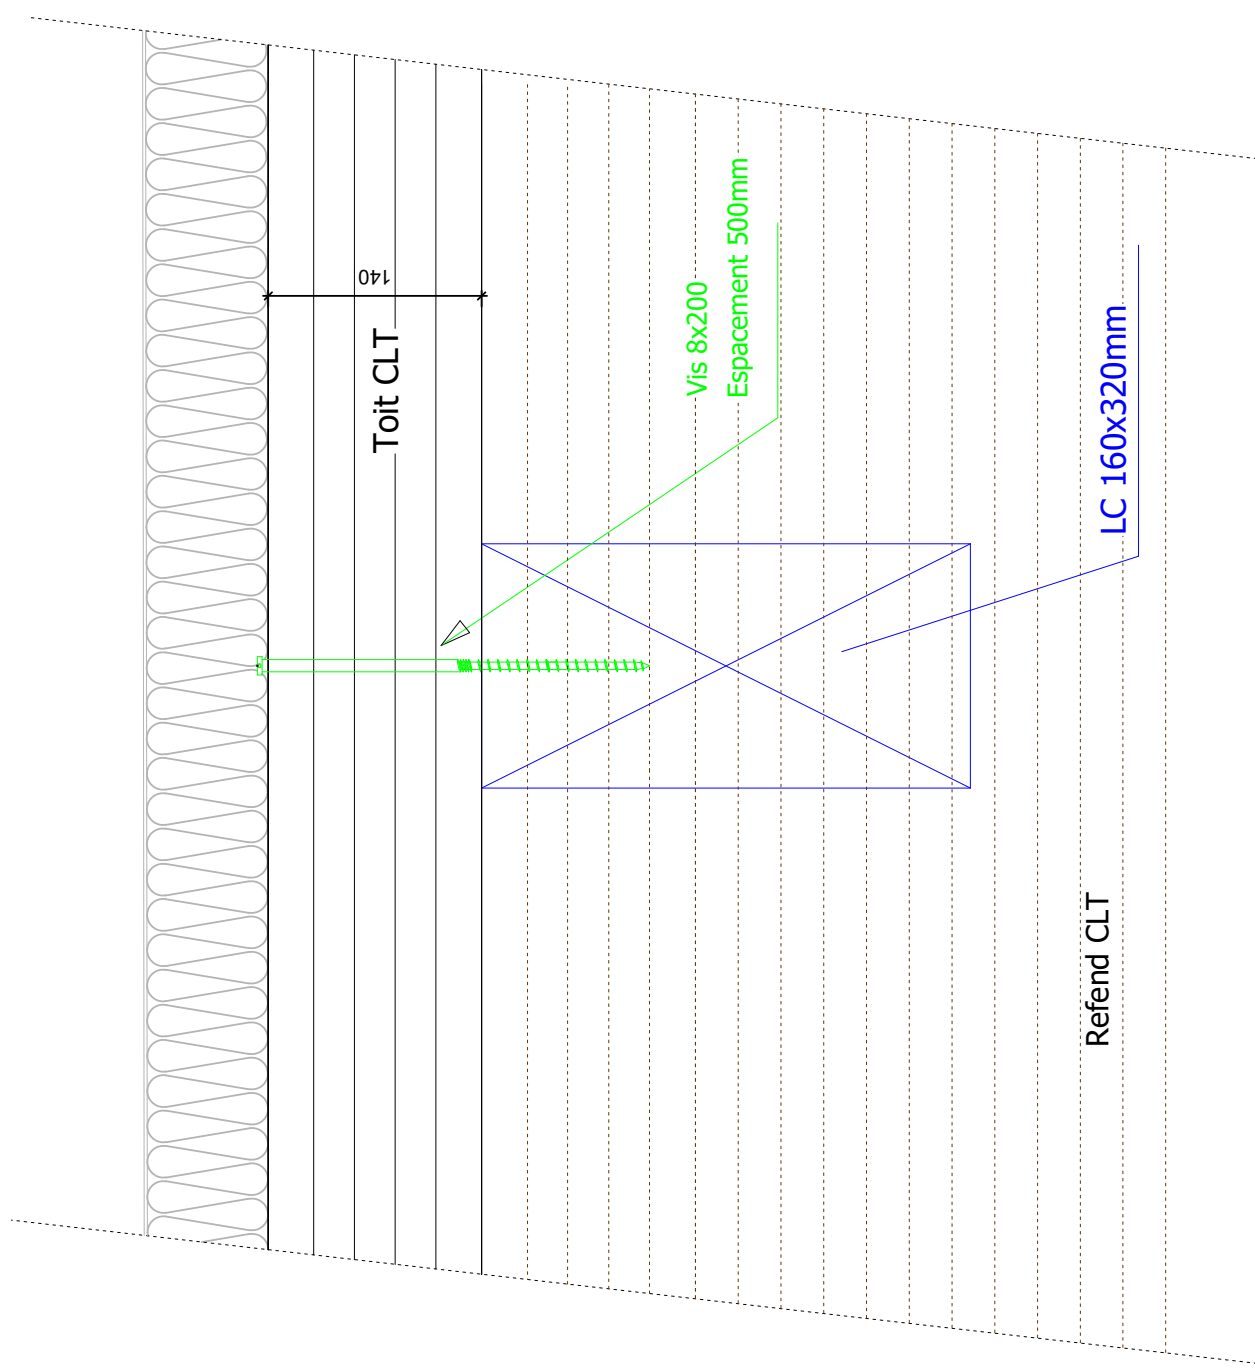 140
Toit CLT
Vis 8x200
Espacement 500mm
LC 160x320mm
Refend CLT